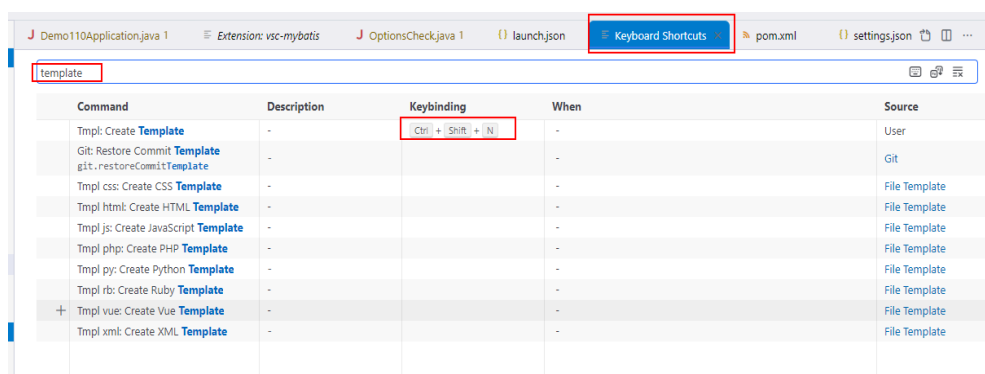 J Demo110Application.java 1 Extension: vsc-mybatis J OptionsCheck.java 1 {} launch.json Keyboard Shortcuts × pom.xml {} settings.json ...
template
Command Description Keybinding When Source
Tmpl: Create Template - Ctrl + Shift + N - User
Git: Restore Commit Template
git.restoreCommitTemplate - - Git
Tmpl css: Create CSS Template - - File Template
Tmpl html: Create HTML Template - - File Template
Tmpl js: Create JavaScript Template - - File Template
Tmpl php: Create PHP Template - - File Template
Tmpl py: Create Python Template - - File Template
Tmpl rb: Create Ruby Template - - File Template
Tmpl vue: Create Vue Template - - File Template
Tmpl xml: Create XML Template - - File Template